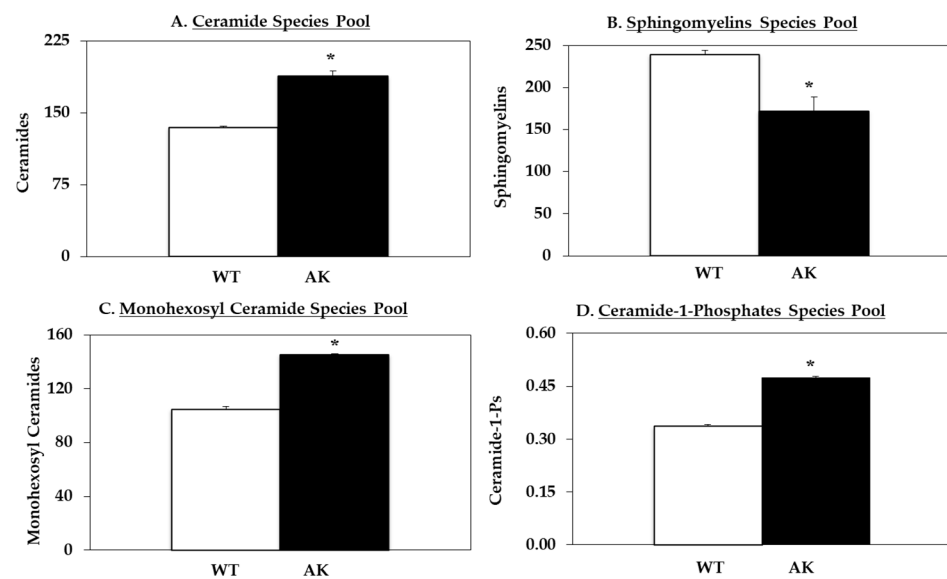 A. Ceramide Species Pool
225
150
75
0
Ceramides
*
WT AK
B. Sphingomyelins Species Pool
250
200
150
100
50
0
Sphingomyelins
*
WT AK
C. Monohexosyl Ceramide Species Pool
160
120
80
40
0
Monohexosyl Ceramides
*
WT AK
D. Ceramide-1-Phosphates Species Pool
0.60
0.45
0.30
0.15
0.00
Ceramide-1-Ps
*
WT AK